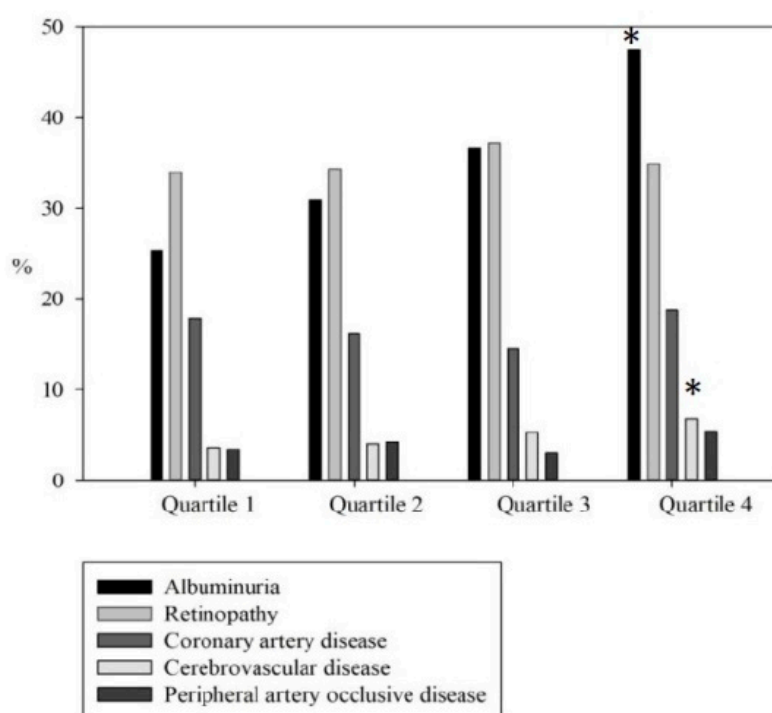 50
*
40
30
%
20
*
10
0
Quartile 1 Quartile 2 Quartile 3 Quartile 4
Albuminuria
Retinopathy
Coronary artery disease
Cerebrovascular disease
Peripheral artery occlusive disease